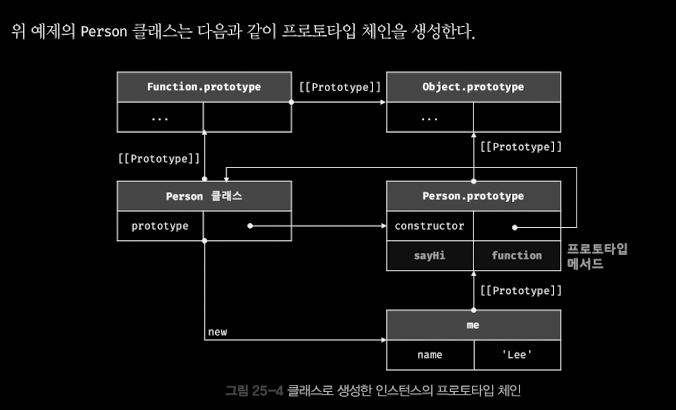 위 예제의 Person 클래스는 다음과 같이 프로토타입 체인을 생성한다.
Function.prototype
[[Prototype]]
Object.prototype
...
...
[[Prototype]]
[[Prototype]]
Person 클래스
Person.prototype
prototype
constructor
sayHi
function
프로토타입
메서드
[[Prototype]]
new
me
name
'Lee'
그림 25-4 클래스로 생성한 인스턴스의 프로토타입 체인